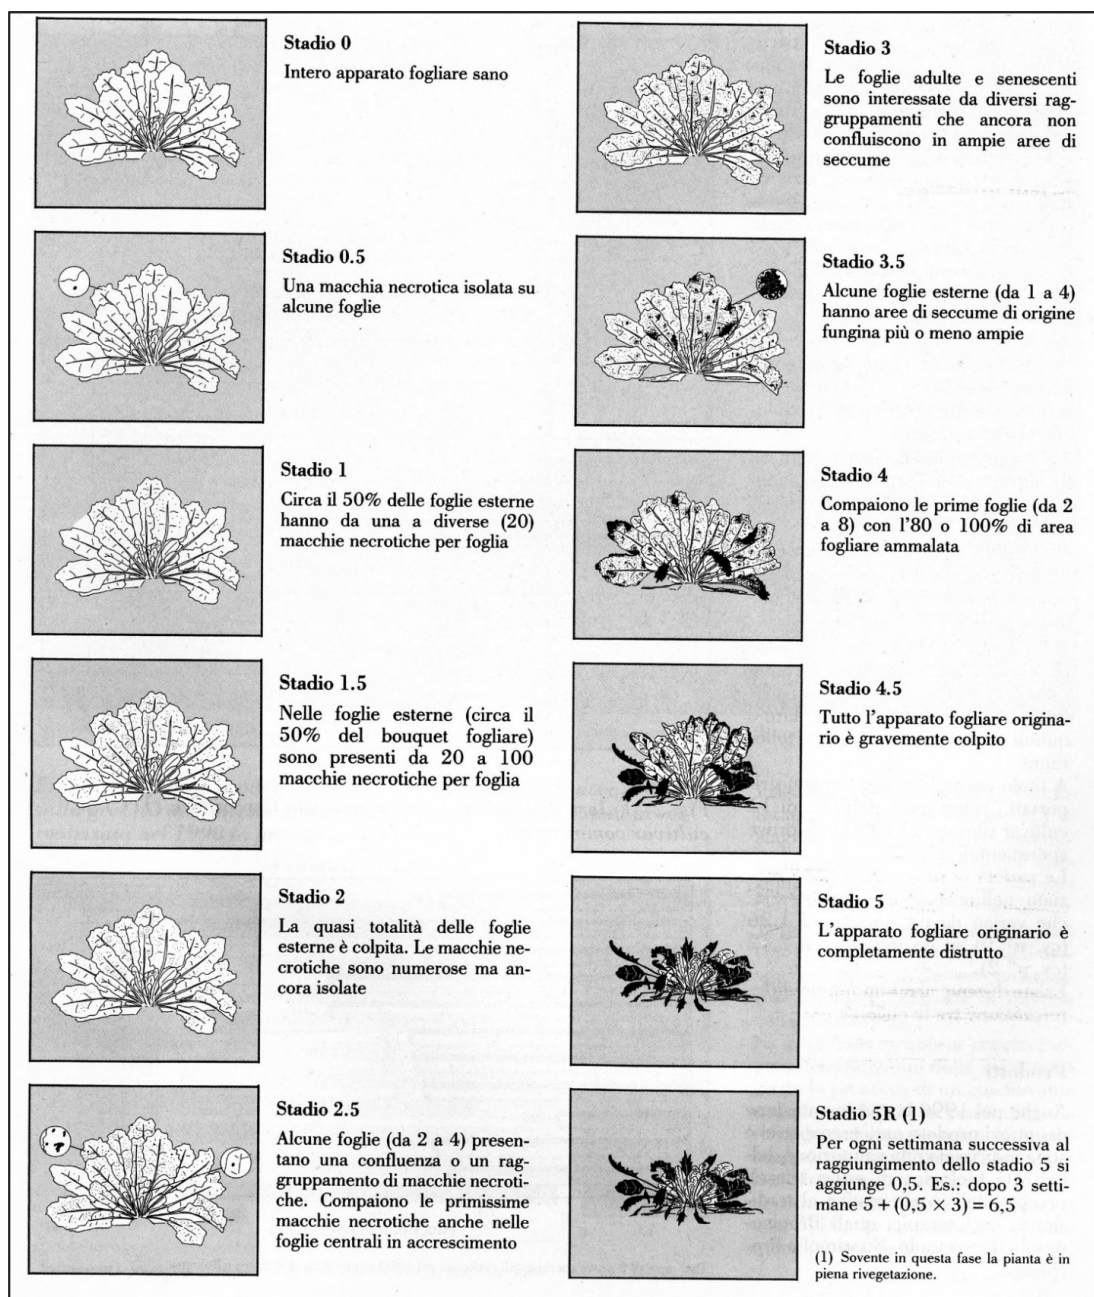 Stadio 0
Intero apparato fogliare sano
Stadio 0.5
Una macchia necrotica isolata su
alcune foglie
Stadio 1
Circa il 50% delle foglie esterne
hanno da una a diverse (20)
macchie necrotiche per foglia
Stadio 1.5
Nelle foglie esterne (circa il
50% del bouquet fogliare)
sono presenti da 20 a 100
macchie necrotiche per foglia
Stadio 2
La quasi totalità delle foglie
esterne è colpita. Le macchie ne-
crotiche sono numerose ma an-
cora isolate
Stadio 2.5
Alcune foglie (da 2 a 4) presen-
tano una confluenza o un rag-
gruppamento di macchie necroti-
che. Compaiono le primissime
macchie necrotiche anche nelle
foglie centrali in accrescimento
Stadio 3
Le foglie adulte e senescenti
sono interessate da diversi rag-
gruppamenti che ancora non
confluiscono in ampie aree di
seccume
Stadio 3.5
Alcune foglie esterne (da 1 a 4)
hanno aree di seccume di origine
fungina più o meno ampie
Stadio 4
Compaiono le prime foglie (da 2
a 8) con l'80 o 100% di area
fogliare ammalata
Stadio 4.5
Tutto l'apparato fogliare origina-
rio è gravemente colpito
Stadio 5
L'apparato fogliare originario è
completamente distrutto
Stadio 5R (1)
Per ogni settimana successiva al
raggiungimento dello stadio 5 si
aggiunge 0,5. Es.: dopo 3 setti-
mane 5 + (0,5 × 3) = 6,5
(1) Sovente in questa fase la pianta è in
piena rivegetazione.